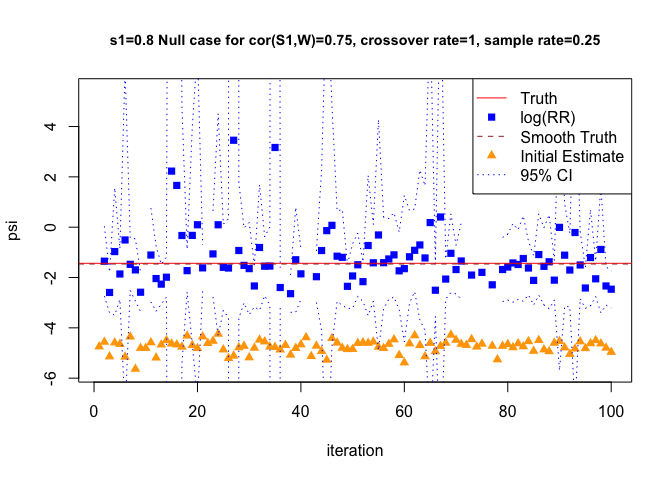 s1=0.8 Null case for cor(S1,W)=0.75, crossover rate=1, sample rate=0.25
Truth
log(RR)
Smooth Truth
Initial Estimate
95% CI
psi
4
2
0
-2
-4
-6
0 20 40 60 80 100
iteration